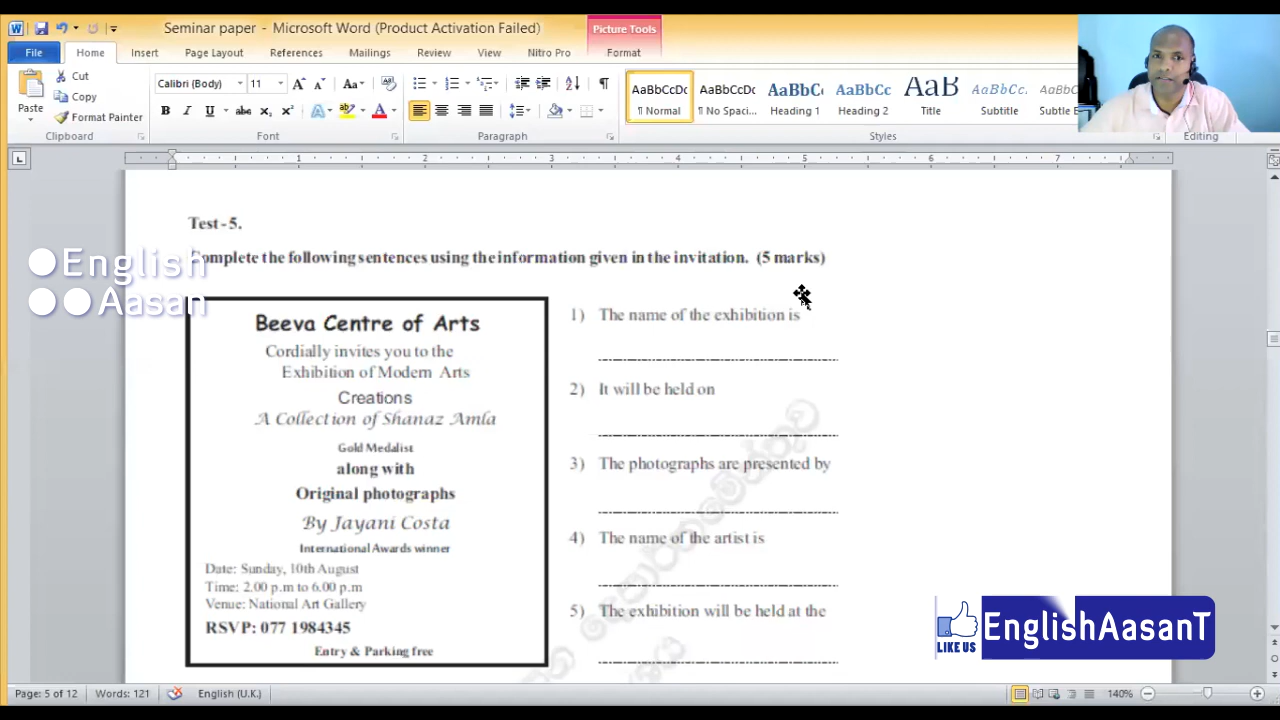 Seminar paper - Microsoft Word (Product Activation Failed)
Picture Tools
File Home Insert Page Layout References Mailings Review View Nitro Pro Format
Paste
Cut
Copy
Format Painter
Clipboard
Calibri (Body) 11
Font
Paragraph
AaBbCcDc AaBbCcDc AaBbC AaBbCc AaB AaBbCc. AaBbC
¶ Normal ¶ No Spaci... Heading 1 Heading 2 Title Subtitle
Styles
Editing
1 2 3 4 5 6 7
Test-5.
Complete the following sentences using the information given in the invitation. (5 marks)
English
Aasan
Beeva Centre of Arts
Cordially invites you to the
Exhibition of Modern Arts
Creations
A Collection of Shanaz Amla
Gold Medalist
along with
Original photographs
By Jayani Costa
International Awards winner
Date: Sunday, 10th August
Time: 2.00 p.m to 6.00 p.m
Venue: National Art Gallery
RSVP: 077 1984345
Entry & Parking free
1) The name of the exhibition is
2) It will be held on
3) The photographs are presented by
4) The name of the artist is
5) The exhibition will be held at the
LIKE US
EnglishAasanT
Page: 5 of 12 Words: 121 English (U.K.) 140%